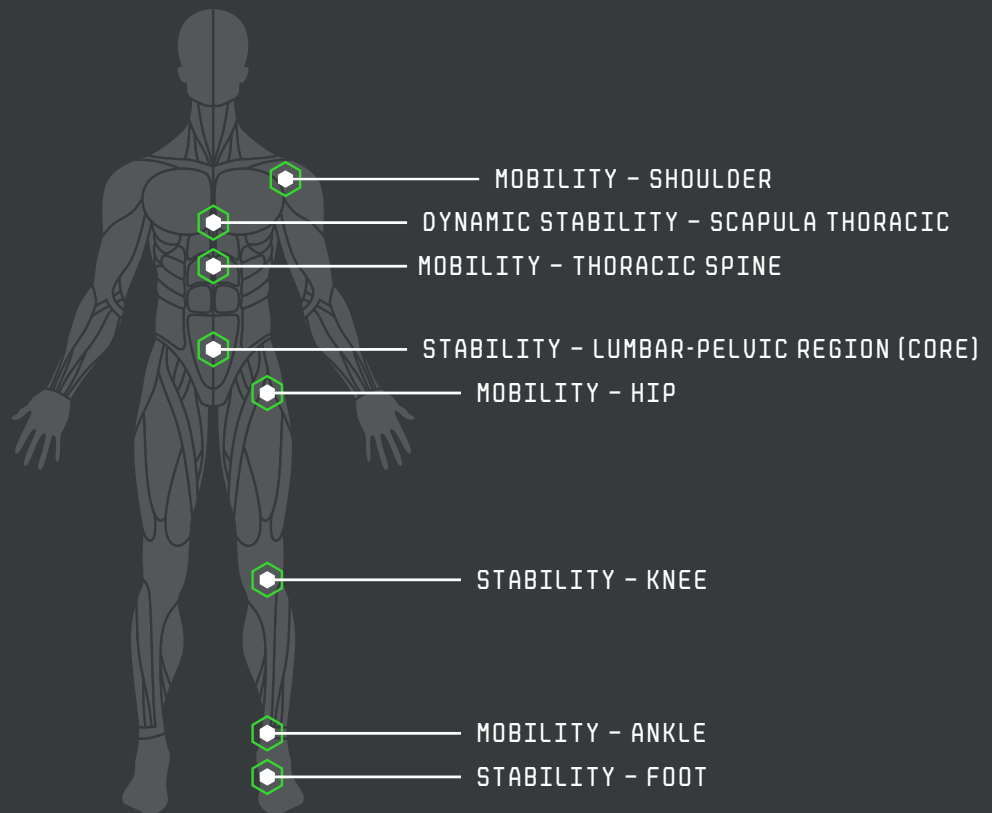 MOBILITY – SHOULDER
DYNAMIC STABILITY – SCAPULA THORACIC
MOBILITY – THORACIC SPINE
STABILITY – LUMBAR-PELVIC REGION (CORE)
MOBILITY – HIP
STABILITY – KNEE
MOBILITY – ANKLE
STABILITY – FOOT